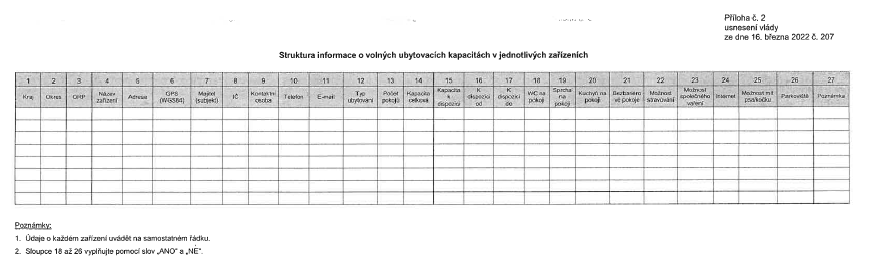 Příloha č. 2
usnesení vlády
ze dne 16. března 2022 č. 207
Struktura informace o volných ubytovacích kapacitách v jednotlivých zařízeních
1 2 3 4 5 6 7 8 9 10 11 12 13 14 15 16 17 18 19 20 21 22 23 24 25 26 27
Kraj Okres ORP Název zařízení Adresa GPS (WGS84) Majitel (subjekt) IČ Kontaktní osoba Telefon E-mail Typ ubytování Počet pokojů Kapacita celková Kapacita k dispozici K dispozici od K dispozici do WC na pokoji Sprcha na pokoji Kuchyň na pokoji Bezbariérové pokoje Možnost stravování Možnost společného vaření Internet Možnost mít psa/kočku Parkoviště Poznámka
Poznámky:
1. Údaje o každém zařízení uvádět na samostatném řádku.
2. Sloupce 18 až 26 vyplňujte pomocí slov „ANO" a „NE".